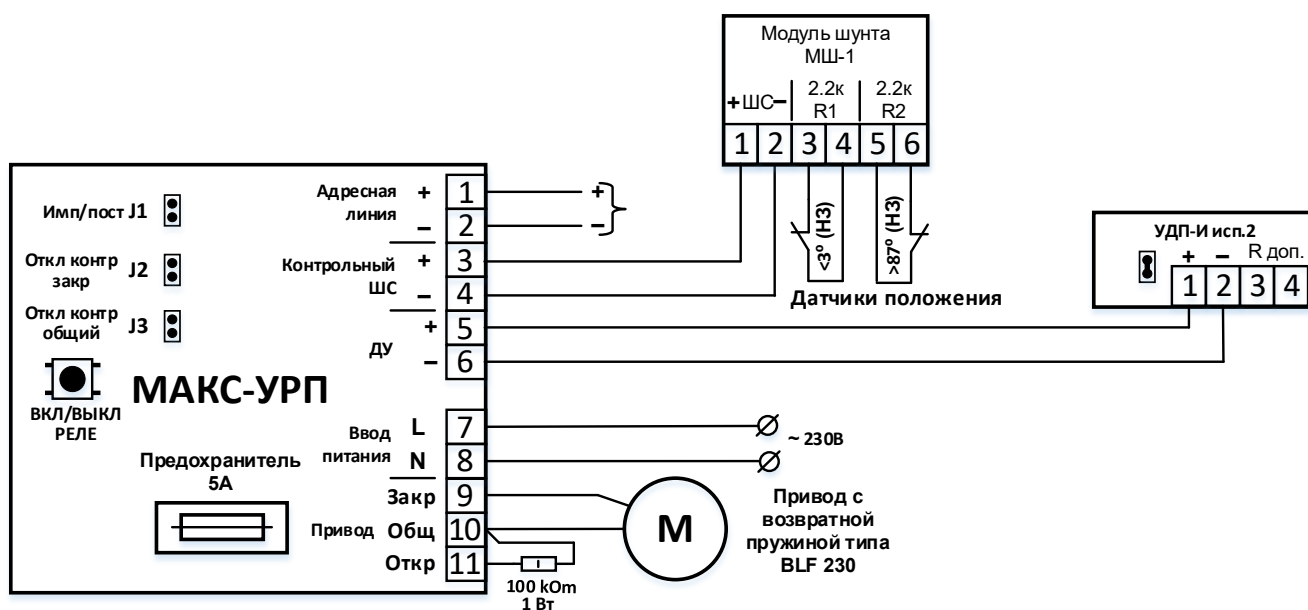 Модуль шунта
МШ-1
+ШС−
2.2к
R1
2.2к
R2
1 2 3 4 5 6
<3º (НЗ)
>87º (НЗ)
Датчики положения
УДП-И исп.2
+ − R доп.
1 2 3 4
Имп/пост J1
Откл контр
закр
J2
Откл контр
общий
J3
ВКЛ/ВЫКЛ
РЕЛЕ
МАКС-УРП
Предохранитель
5А
Адресная
линия
+ 1
− 2
+
−
Контрольный
ШС
+ 3
− 4
ДУ
+ 5
− 6
Ввод
питания
L 7
N 8
~ 230В
Привод
Закр 9
Общ 10
Откр 11
100 kОm
1 Вт
М
Привод с
возвратной
пружиной типа
BLF 230